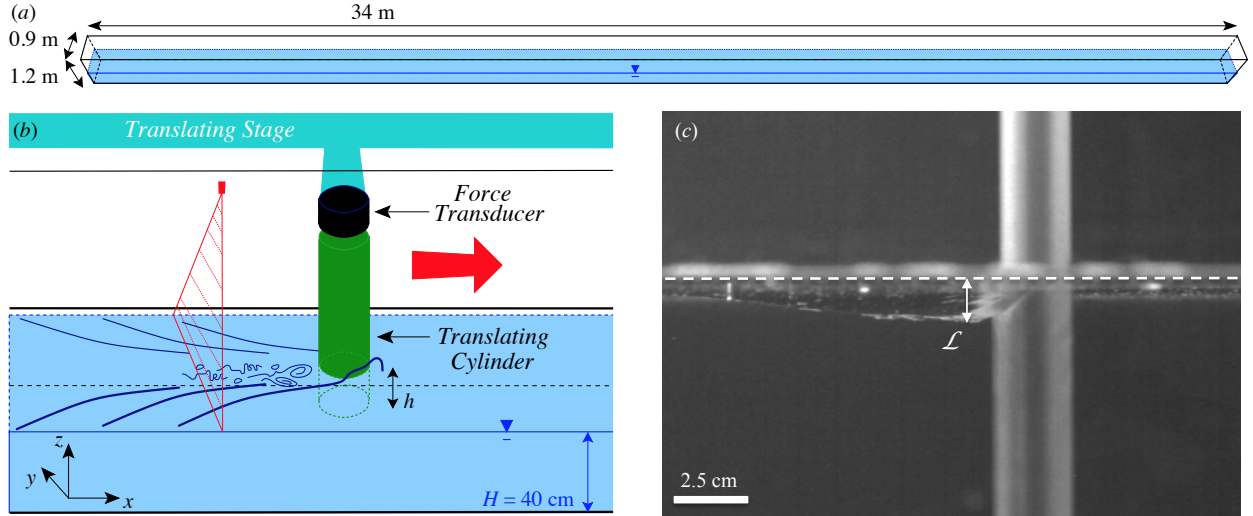 (a)
34 m
0.9 m
1.2 m
(b)
Translating Stage
Force
Transducer
Translating
Cylinder
h
z
y
x
H = 40 cm
(c)
ℒ
2.5 cm